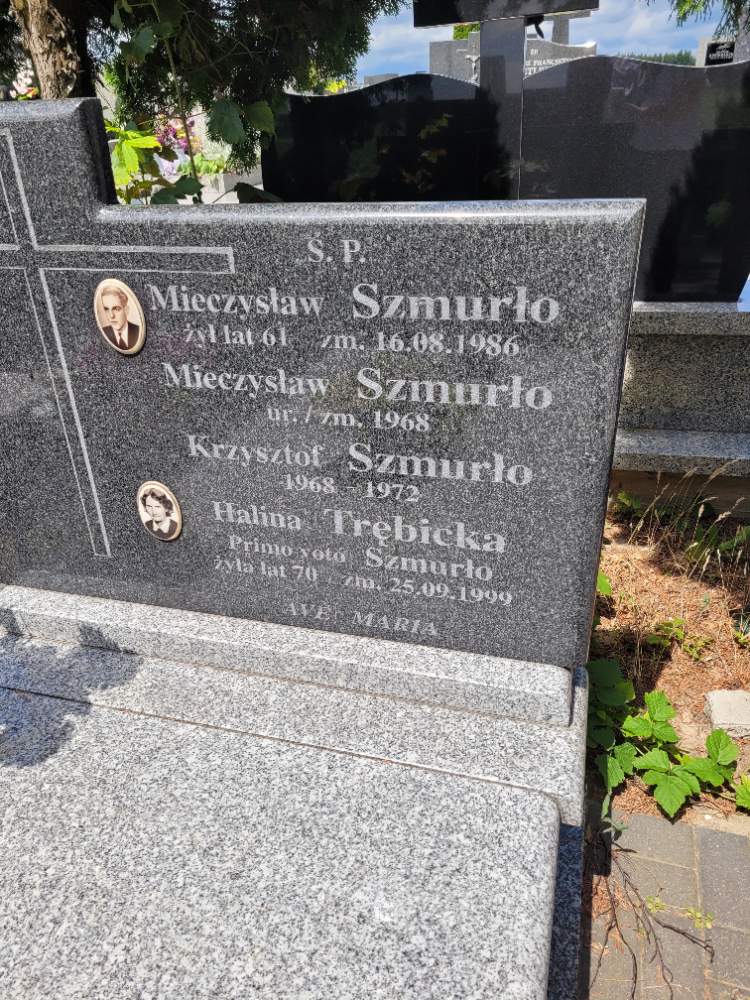 Ś. P.
Mieczysław Szmurło
żył lat 61 zm. 16.08.1986
Mieczysław Szmurło
ur. / zm. 1968
Krzysztof Szmurło
1968 - 1972
Halina Trębicka
Primo voto Szmurło
żyła lat 70 zm. 25.09.1999
AVE MARIA